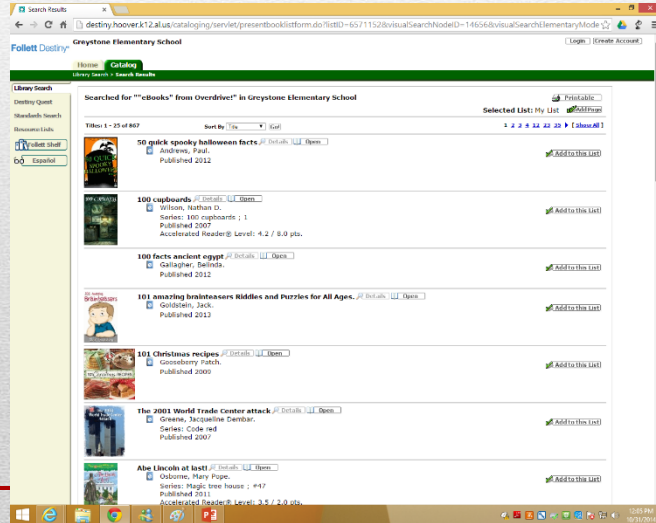 Search Results
destiny.hoover.k12.al.us/cataloging/servlet/presentbooklistform.do?listID=6571152&visualSearchNodeID=14656&visualSearchElementaryMode
Follett Destiny
Greystone Elementary School
Login Create Account
Home Catalog
Library Search > Search Results
Library Search
Destiny Quest
Standards Search
Resource Lists
Follett Shelf
Español
Searched for ""eBooks" from Overdrive!" in Greystone Elementary School
Printable
Selected List: My List Add Page
Titles: 1 - 25 of 867
Sort By Title Go!
1 2 3 4 [Show All]
50 quick spooky halloween facts Details Open
Andrews, Paul.
Published 2012
Add to this List
100 cupboards Details Open
Wilson, Nathan D.
Series: 100 cupboards ; 1
Published 2007
Accelerated Reader® Level: 4.2 / 8.0 pts.
Add to this List
100 facts ancient egypt Details Open
Gallagher, Belinda.
Published 2012
Add to this List
101 amazing brainteasers Riddles and Puzzles for All Ages. Details Open
Goldstein, Jack.
Published 2013
Add to this List
101 Christmas recipes Details Open
Gooseberry Patch.
Published 2009
Add to this List
The 2001 World Trade Center attack Details Open
Greene, Jacqueline Dembar.
Series: Code red
Published 2007
Add to this List
Abe Lincoln at last! Details Open
Osborne, Mary Pope.
Series: Magic tree house ; #47
Published 2011
Accelerated Reader® Level: 3.5 / 2.0 pts.
Add to this List
12:05 PM